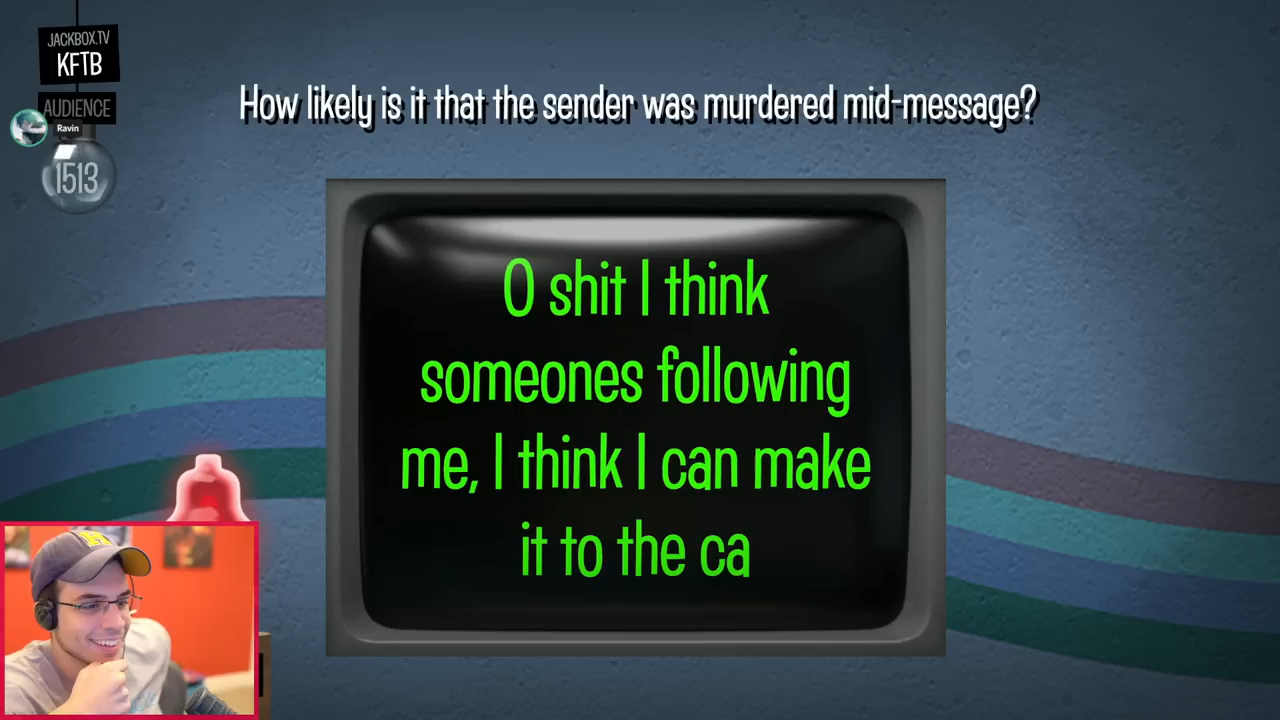 JACKBOX.TV
KFTB
AUDIENCE
Ravin
1513
How likely is it that the sender was murdered mid-message?
O shit I think
someones following
me, I think I can make
it to the ca
H